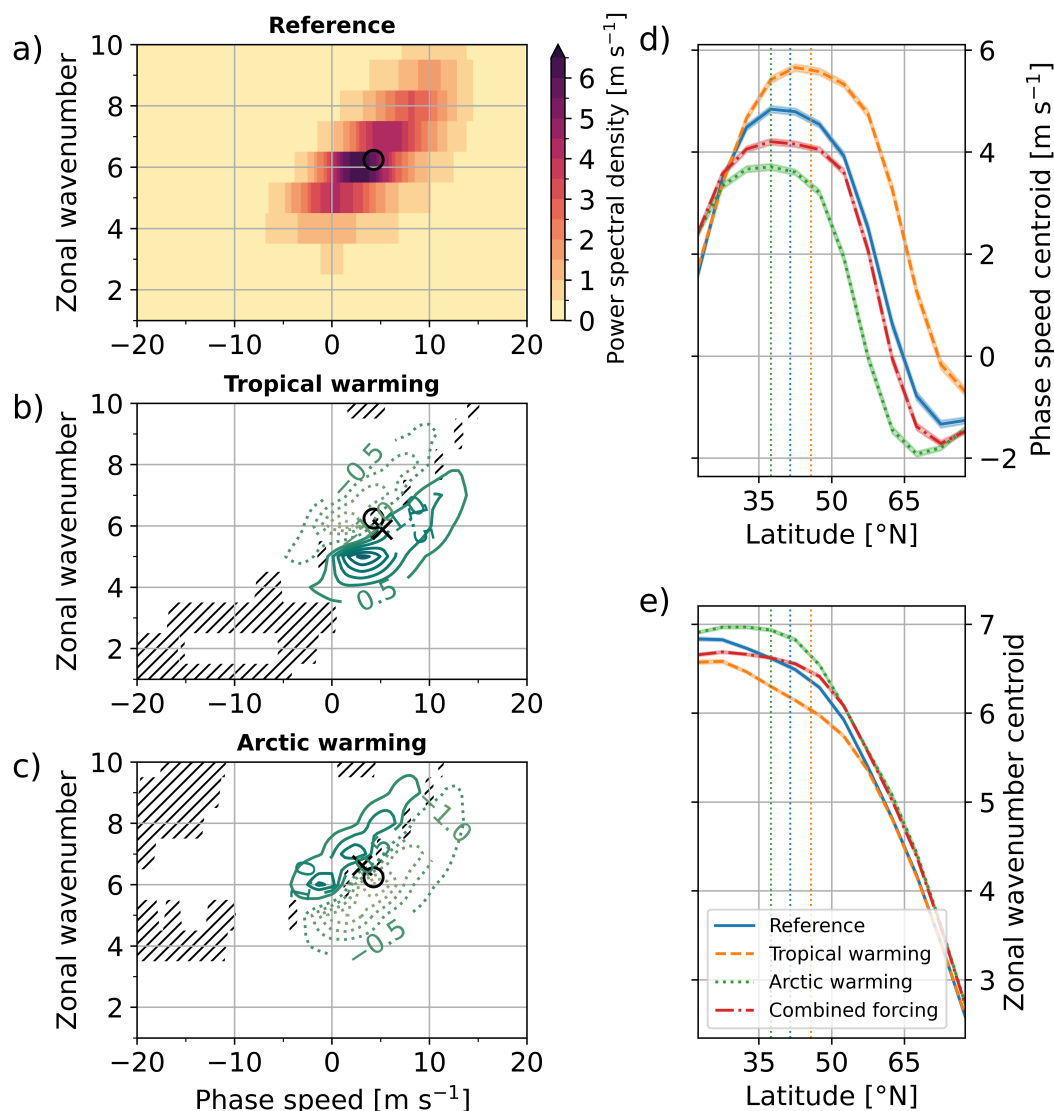 a)
Reference
Zonal wavenumber
10
8
6
4
2
−20
−10
0
10
20
6
5
4
3
2
1
0
Power spectral density [m s⁻¹]
b)
Tropical warming
Zonal wavenumber
10
8
6
4
2
−0.5
0.5
−20
−10
0
10
20
c)
Arctic warming
Zonal wavenumber
10
8
6
4
2
−1.0
−0.5
−20
−10
0
10
20
Phase speed [m s⁻¹]
d)
6
4
2
0
−2
Phase speed centroid [m s⁻¹]
35
50
65
Latitude [°N]
e)
7
6
5
4
3
Zonal wavenumber centroid
Reference
Tropical warming
Arctic warming
Combined forcing
35
50
65
Latitude [°N]